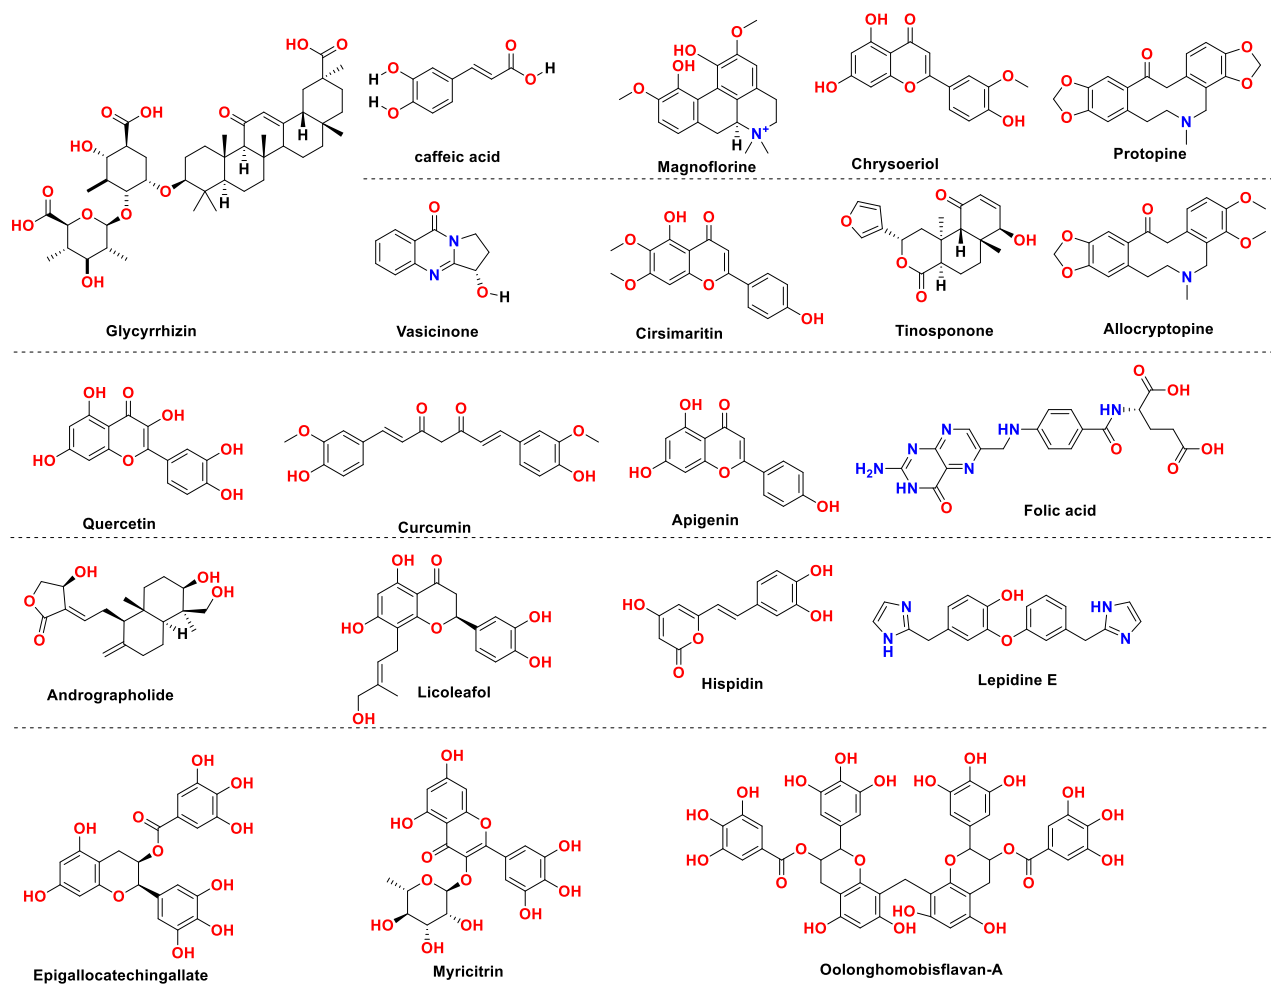 Glycyrrhizin
caffeic acid
Magnoflorine
Chrysoeriol
Protopine
Vasicinone
Cirsimaritin
Tinosponone
Allocryptopine
Quercetin
Curcumin
Apigenin
Folic acid
Andrographolide
Licoleafol
Hispidin
Lepidine E
Epigallocatechingallate
Myricitrin
Oolonghomobisflavan-A